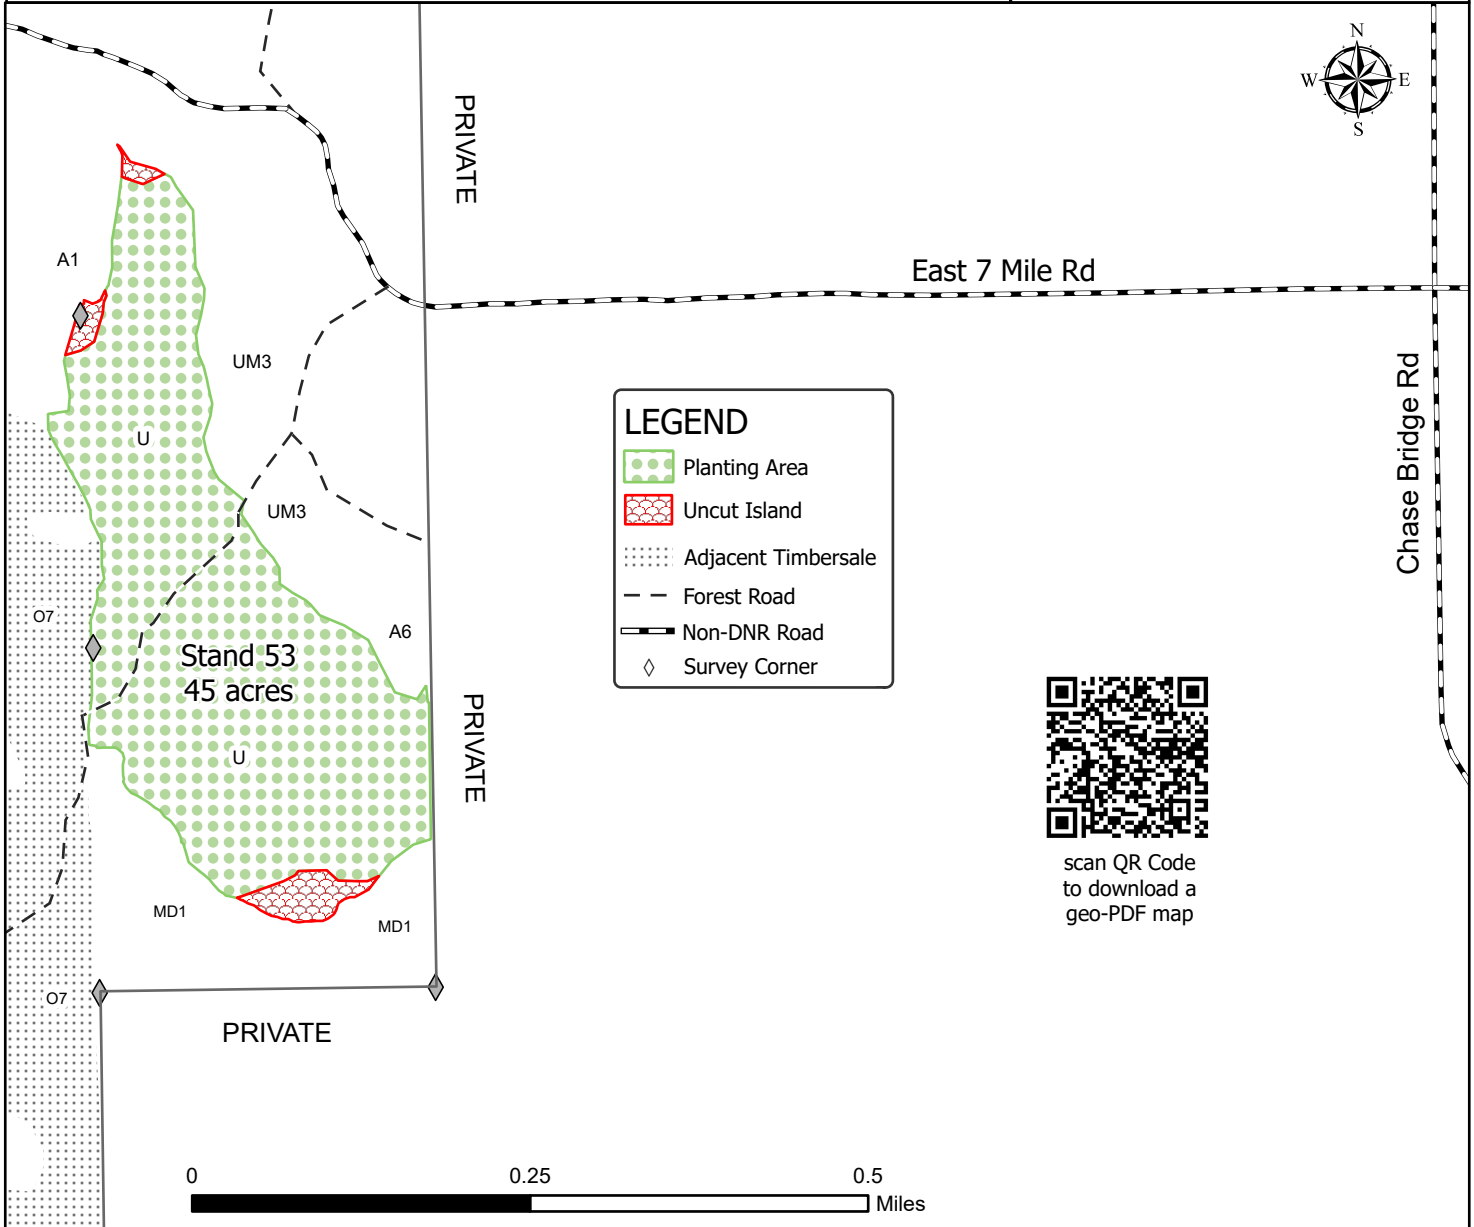 N
W E
S
PRIVATE
A1
East 7 Mile Rd
UM3
Chase Bridge Rd
LEGEND
Planting Area
Uncut Island
Adjacent Timbersale
Forest Road
Non-DNR Road
Survey Corner
U
UM3
O7
A6
Stand 53
45 acres
PRIVATE
U
scan QR Code
to download a
geo-PDF map
MD1
MD1
O7
PRIVATE
0 0.25 0.5
Miles